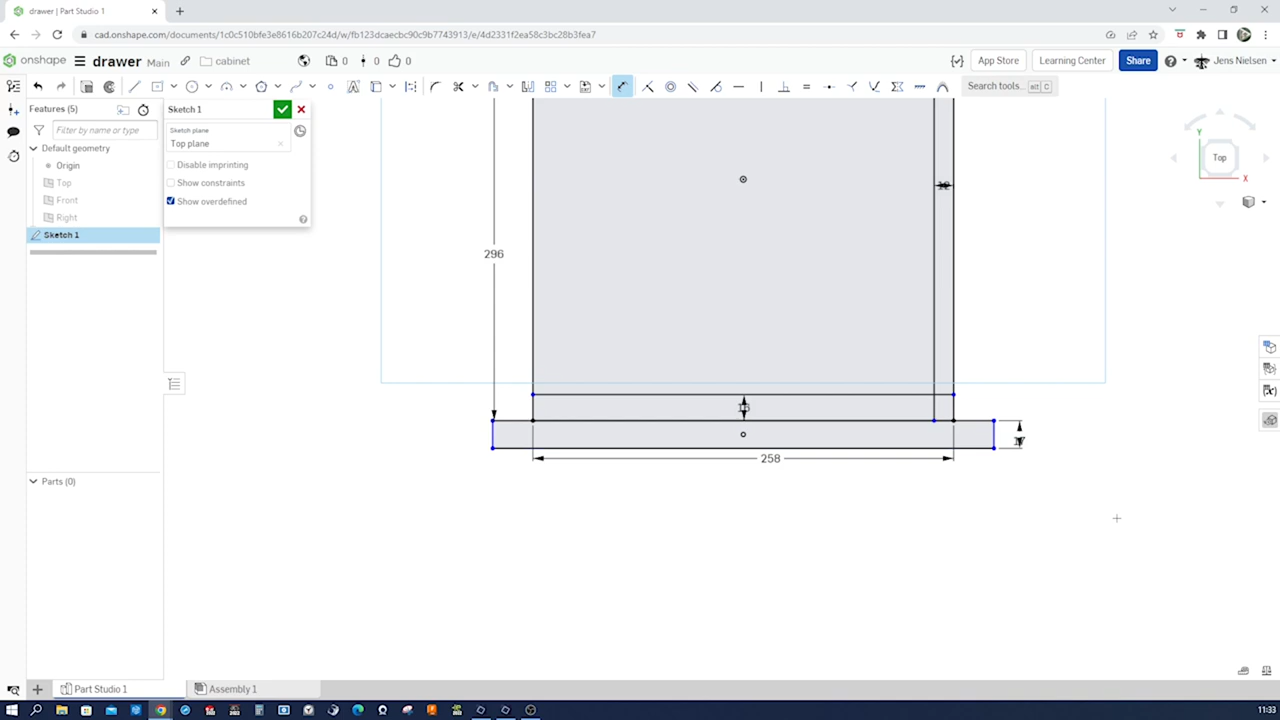 drawer | Part Studio 1
cad.onshape.com/documents/1c0c510bfe3e8616b207c24d/w/fb123dcaecbc90c9b7743913/e/4d2331f2ea58c3bc28b3fea7
onshape
drawer
Main
cabinet
0
0
0
App Store
Learning Center
Share
Jens Nielsen
Search tools...
alt
C
Features (5)
Filter by name or type
Default geometry
Origin
Top
Front
Right
Sketch 1
Parts (0)
Sketch 1
Sketch plane
Top plane
Disable imprinting
Show constraints
Show overdefined
296
258
17
Y
Top
X
Part Studio 1
Assembly 1
11:33